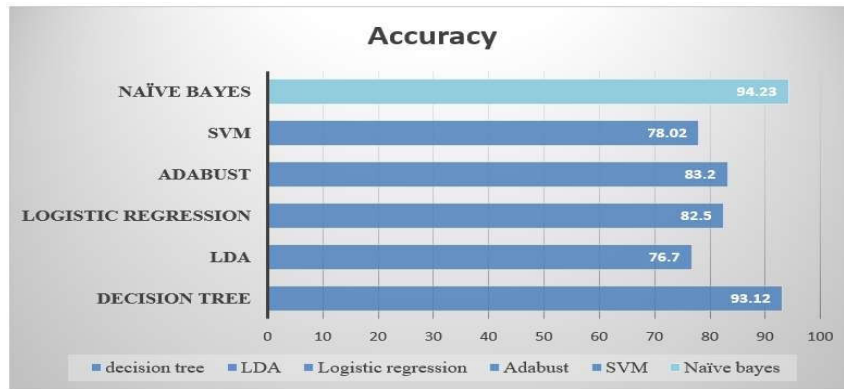 Accuracy
NAÏVE BAYES 94.23
SVM 78.02
ADABUST 83.2
LOGISTIC REGRESSION 82.5
LDA 76.7
DECISION TREE 93.12
0 10 20 30 40 50 60 70 80 90 100
decision tree LDA Logistic regression Adabust SVM Naïve bayes